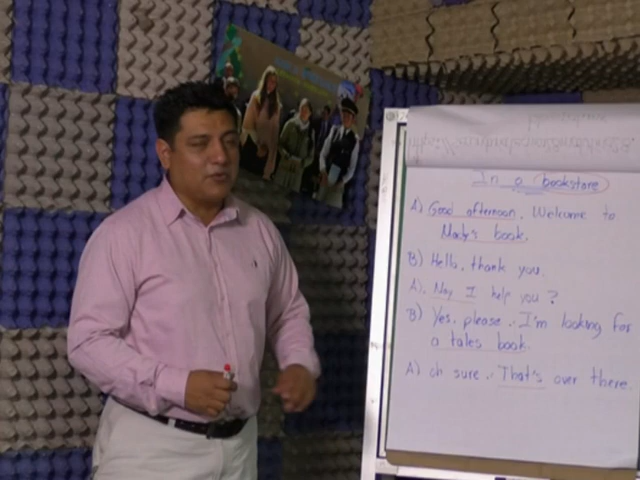 In a bookstore
A) Good afternoon. Welcome to
Mady's book.
B) Hello, thank you.
A). May I help you?
B) Yes, please.. I'm looking for
a tales book.
A) oh sure.. That's over there.